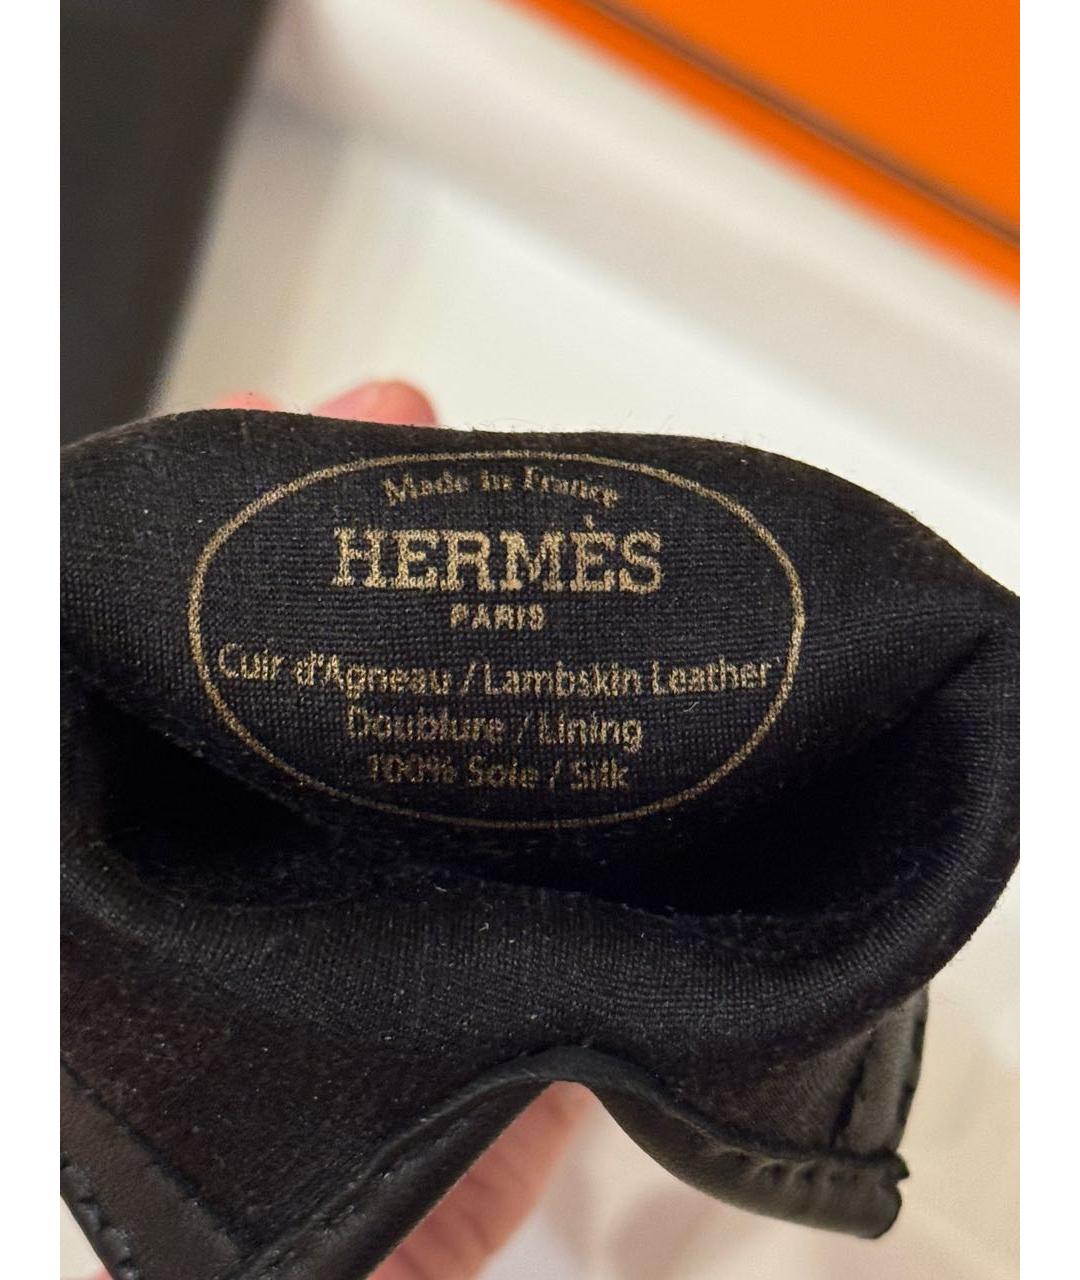 Made in France
HERMÈS
PARIS
Cuir d'Agneau / Lambskin Leather
Doublure / Lining
100% Soie / Silk